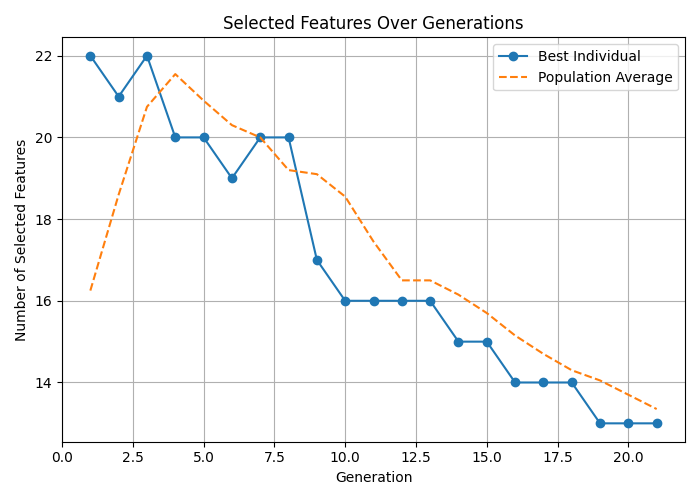 Selected Features Over Generations
Best Individual
Population Average
Number of Selected Features
22
20
18
16
14
0.0 2.5 5.0 7.5 10.0 12.5 15.0 17.5 20.0
Generation